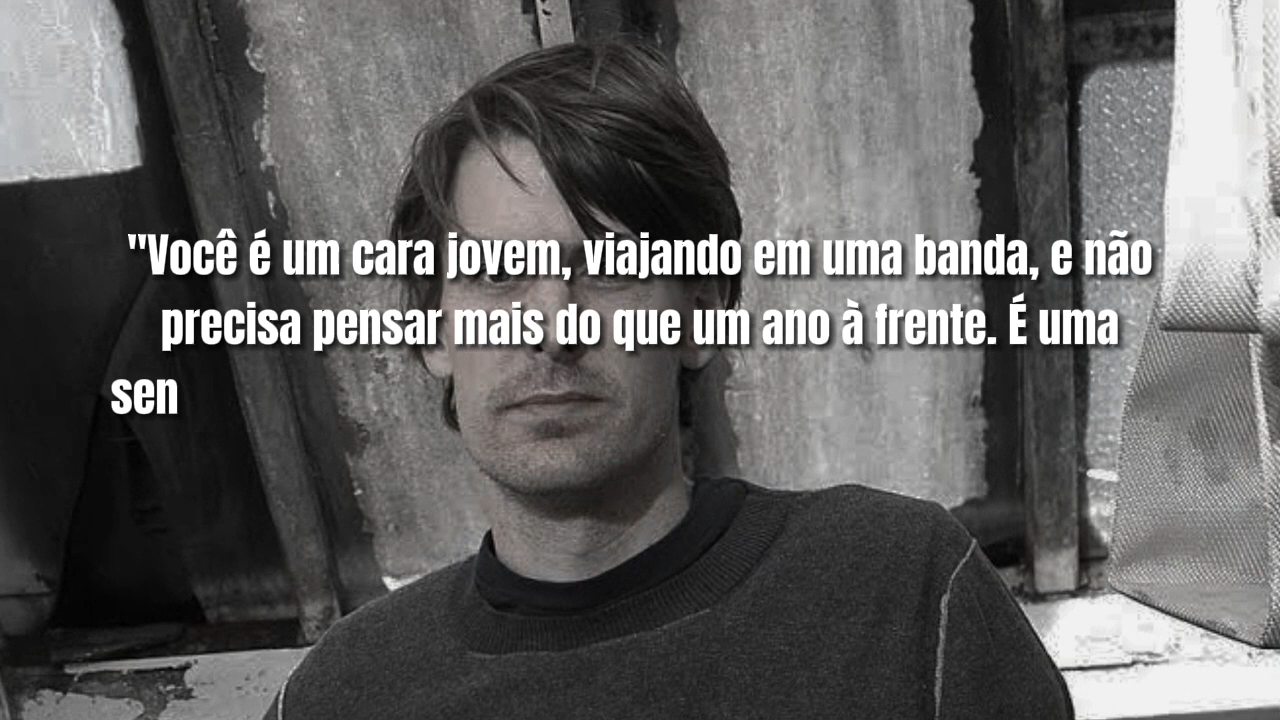 "Você é um cara jovem, viajando em uma banda, e não
precisa pensar mais do que um ano à frente. É uma
sen